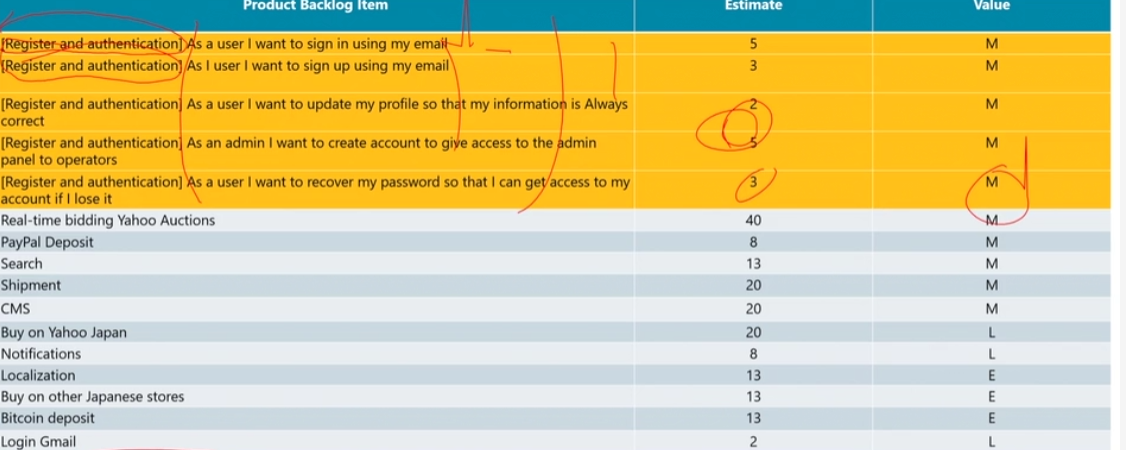 Product Backlog Item Estimate Value
[Register and authentication] As a user I want to sign in using my email 5 M
[Register and authentication] As I user I want to sign up using my email 3 M
[Register and authentication] As a user I want to update my profile so that my information is Always 2 M
correct
[Register and authentication] As an admin I want to create account to give access to the admin 5 M
panel to operators
[Register and authentication] As a user I want to recover my password so that I can get access to my 3 M
account if I lose it
Real-time bidding Yahoo Auctions 40 M
PayPal Deposit 8 M
Search 13 M
Shipment 20 M
CMS 20 M
Buy on Yahoo Japan 20 L
Notifications 8 L
Localization 13 E
Buy on other Japanese stores 13 E
Bitcoin deposit 13 E
Login Gmail 2 L